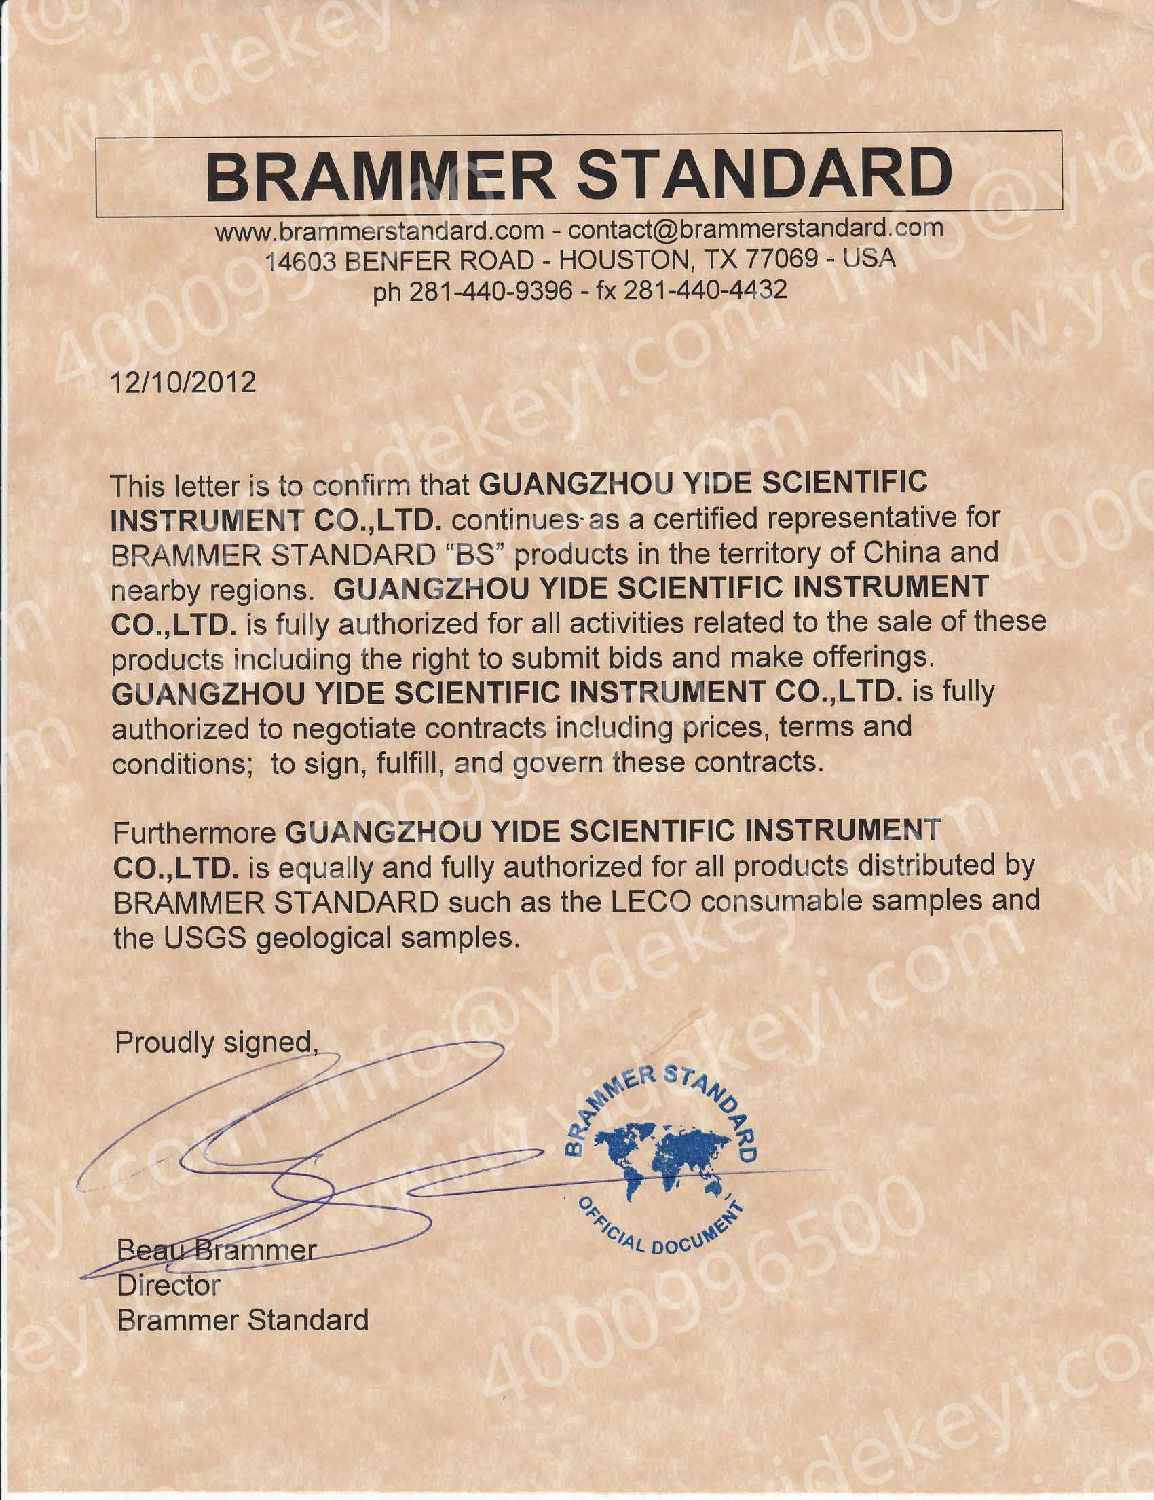 BRAMMER STANDARD
www.brammerstandard.com - contact@brammerstandard.com
14603 BENFER ROAD - HOUSTON, TX 77069 - USA
ph 281-440-9396 - fx 281-440-4432
12/10/2012
This letter is to confirm that GUANGZHOU YIDE SCIENTIFIC
INSTRUMENT CO.,LTD. continues as a certified representative for
BRAMMER STANDARD “BS” products in the territory of China and
nearby regions. GUANGZHOU YIDE SCIENTIFIC INSTRUMENT
CO.,LTD. is fully authorized for all activities related to the sale of these
products including the right to submit bids and make offerings.
GUANGZHOU YIDE SCIENTIFIC INSTRUMENT CO.,LTD. is fully
authorized to negotiate contracts including prices, terms and
conditions; to sign, fulfill, and govern these contracts.
Furthermore GUANGZHOU YIDE SCIENTIFIC INSTRUMENT
CO.,LTD. is equally and fully authorized for all products distributed by
BRAMMER STANDARD such as the LECO consumable samples and
the USGS geological samples.
Proudly signed,
BRAMMER STANDARD
OFFICIAL DOCUMENT
Beau Brammer
Director
Brammer Standard
www.yidekeyi.com
info@yidekeyi.com
4000996500